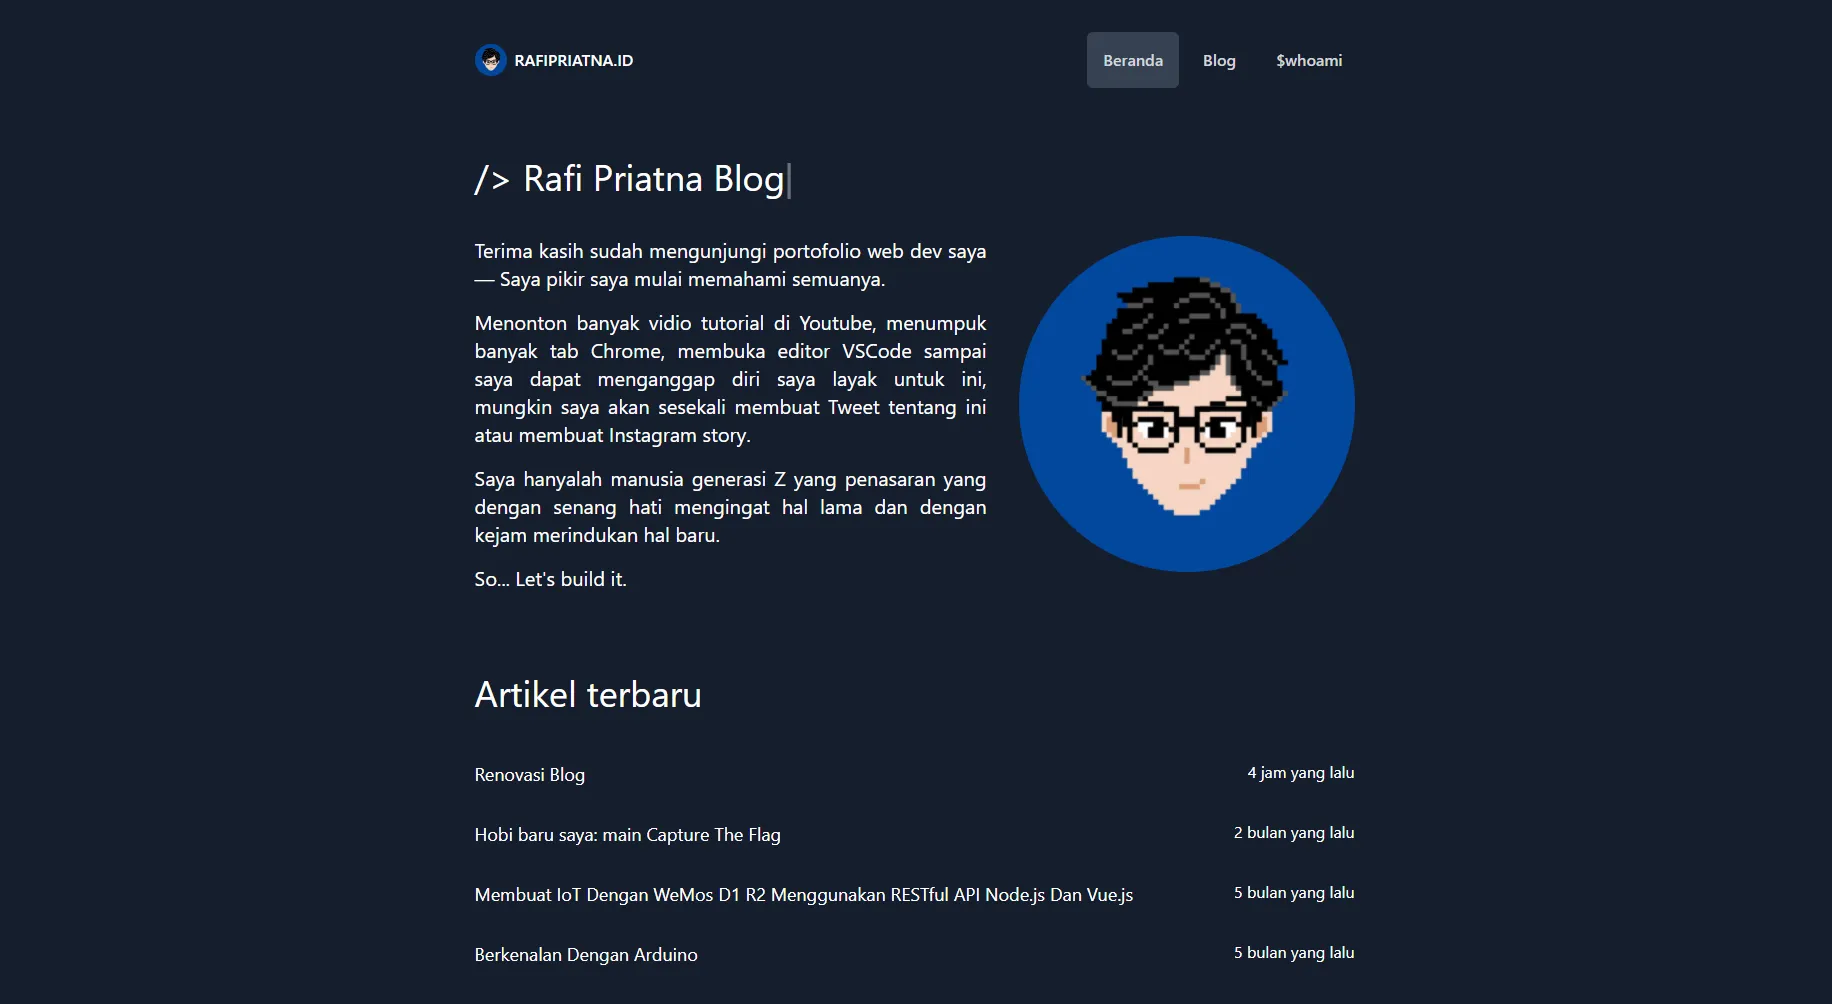 RAFIPRIATNA.ID
Beranda
Blog
$whoami
/> Rafi Priatna Blog
Terima kasih sudah mengunjungi portofolio web dev saya
— Saya pikir saya mulai memahami semuanya.
Menonton banyak vidio tutorial di Youtube, menumpuk
banyak tab Chrome, membuka editor VSCode sampai
saya dapat menganggap diri saya layak untuk ini,
mungkin saya akan sesekali membuat Tweet tentang ini
atau membuat Instagram story.
Saya hanyalah manusia generasi Z yang penasaran yang
dengan senang hati mengingat hal lama dan dengan
kejam merindukan hal baru.
So... Let's build it.
Artikel terbaru
Renovasi Blog
4 jam yang lalu
Hobi baru saya: main Capture The Flag
2 bulan yang lalu
Membuat IoT Dengan WeMos D1 R2 Menggunakan RESTful API Node.js Dan Vue.js
5 bulan yang lalu
Berkenalan Dengan Arduino
5 bulan yang lalu